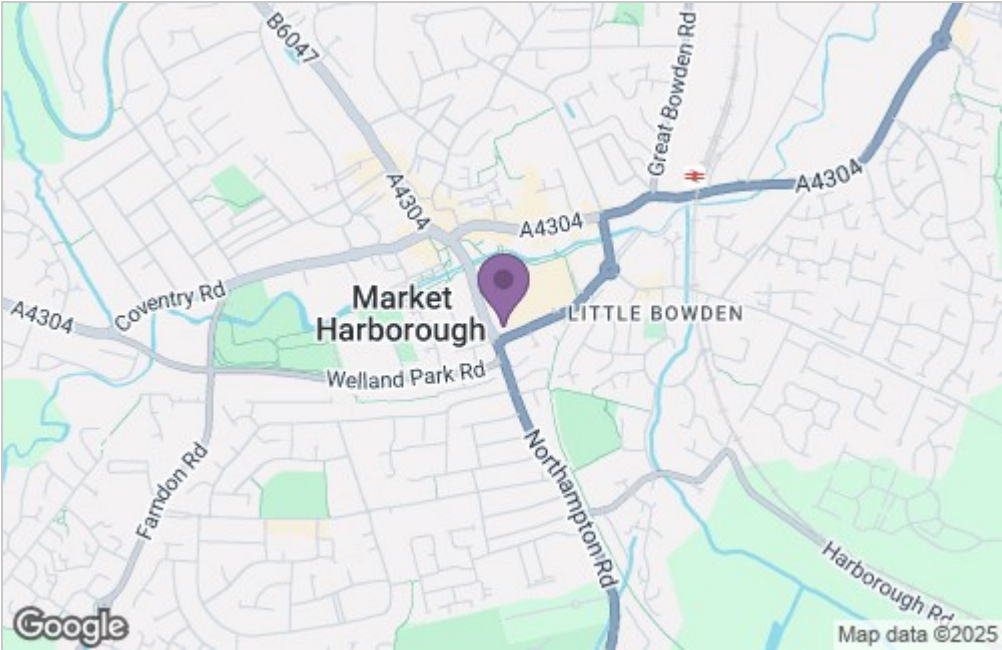 B6047
Great Bowden Rd
A4304
A4304
A4304
Coventry Rd
A4304
Market
Harborough
LITTLE BOWDEN
Welland Park Rd
Farndon Rd
Northampton Rd
Harborough Rd
Google
Map data ©2025